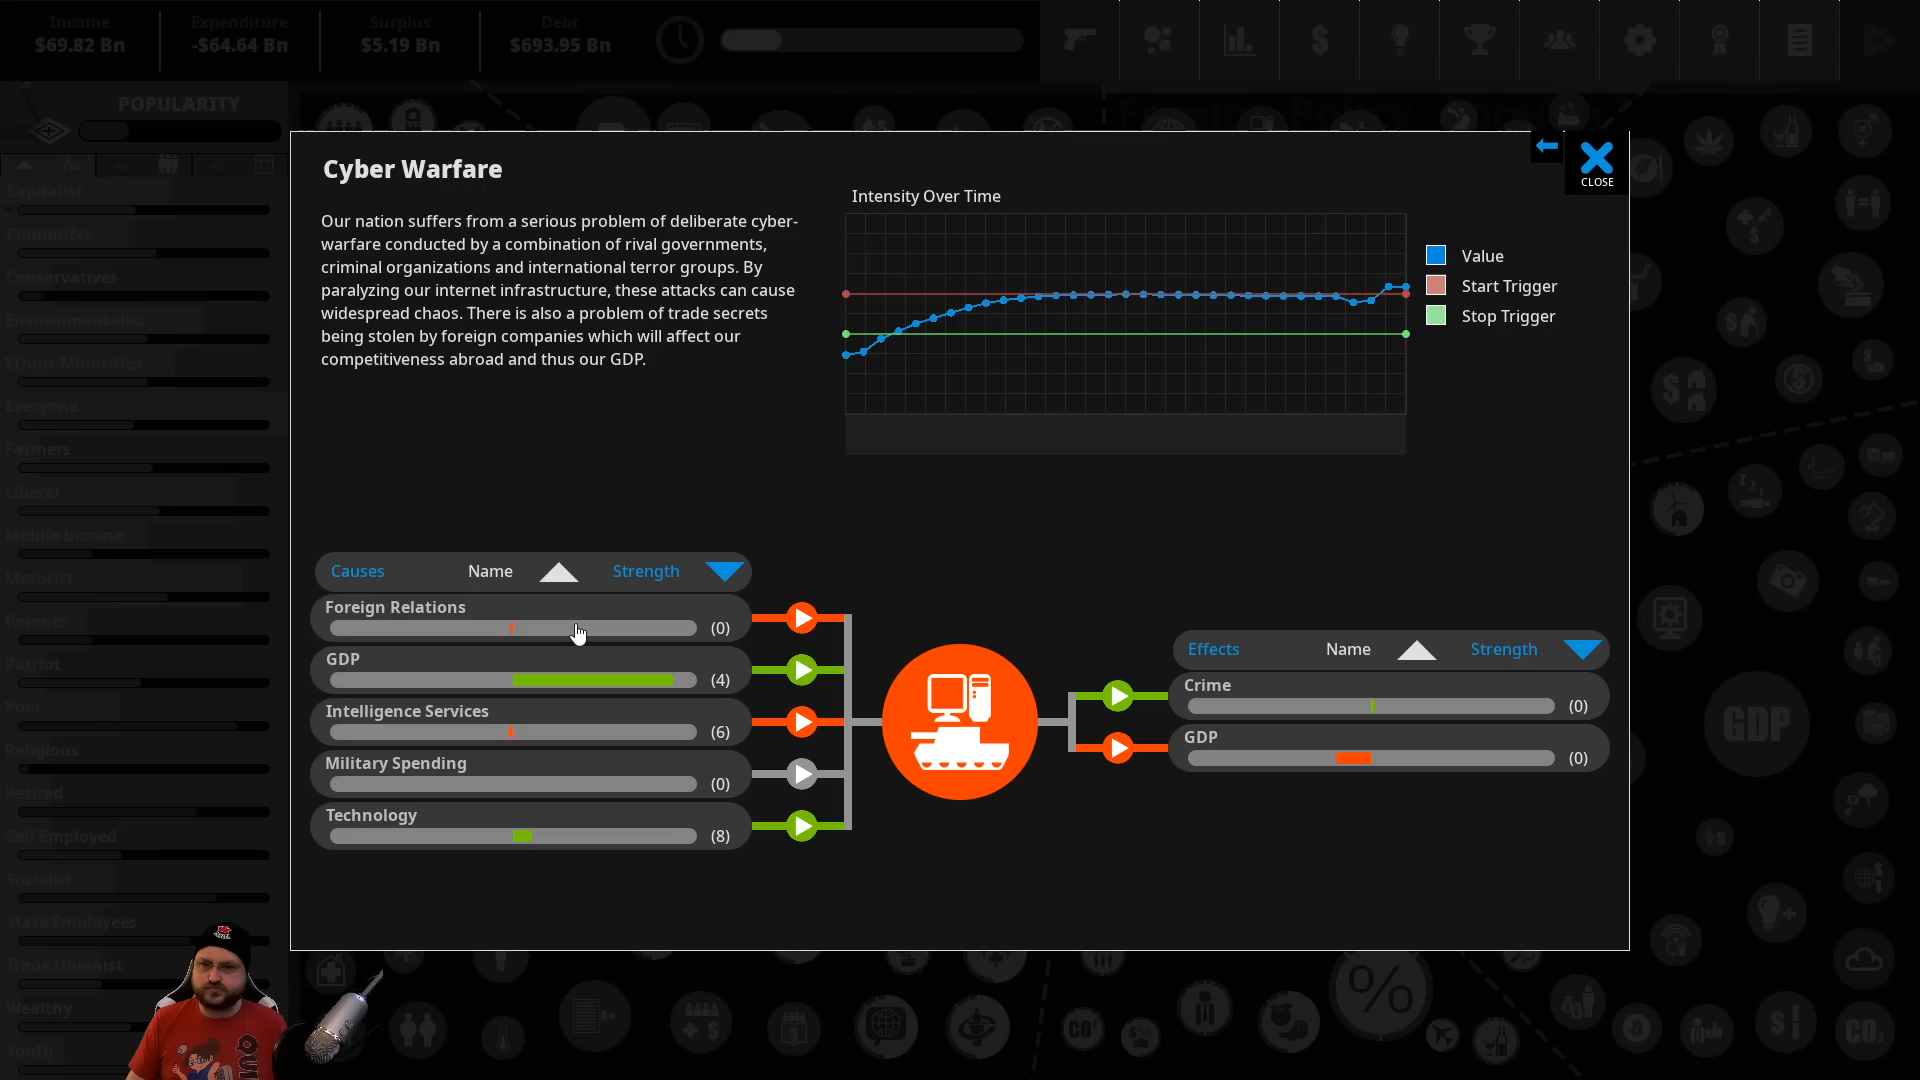 Income
Expenditure
Surplus
Debt
$69.82 Bn
-$64.64 Bn
$5.19 Bn
$693.95 Bn
POPULARITY
Capitalist
Commuter
Conservatives
Environmentalist
Ethnic Minorities
Everyone
Farmers
Liberal
Middle Income
Motorist
Parents
Patriot
Poor
Religious
Retired
Self Employed
Socialist
State Employees
Trade Unionist
Wealthy
Youth
Cyber Warfare
CLOSE
Our nation suffers from a serious problem of deliberate cyber-
warfare conducted by a combination of rival governments,
criminal organizations and international terror groups. By
paralyzing our internet infrastructure, these attacks can cause
widespread chaos. There is also a problem of trade secrets
being stolen by foreign companies which will affect our
competitiveness abroad and thus our GDP.
Intensity Over Time
Value
Start Trigger
Stop Trigger
Causes Name Strength
Foreign Relations
(0)
GDP
(4)
Intelligence Services
(6)
Military Spending
(0)
Technology
(8)
Effects Name Strength
Crime
(0)
GDP
(0)
GDP
CO²
%
CO₂